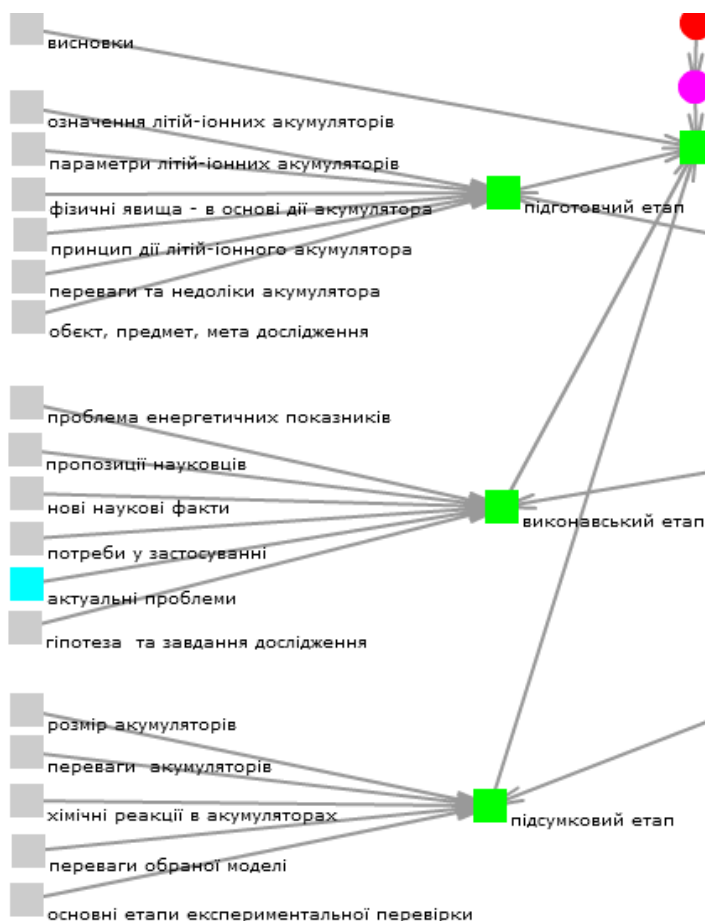 висновки
означення літій-іонних акумуляторів
параметри літій-іонних акумуляторів
фізичні явища - в основі дії акумулятора
підготовчий етап
принцип дії літій-іонного акумулятора
переваги та недоліки акумулятора
обєкт, предмет, мета дослідження
проблема енергетичних показників
пропозиції науковців
нові наукові факти
виконавський етап
потреби у застосуванні
актуальні проблеми
гіпотеза та завдання дослідження
розмір акумуляторів
переваги акумуляторів
хімічні реакції в акумуляторах
підсумковий етап
переваги обраної моделі
основні етапи експериментальної перевірки